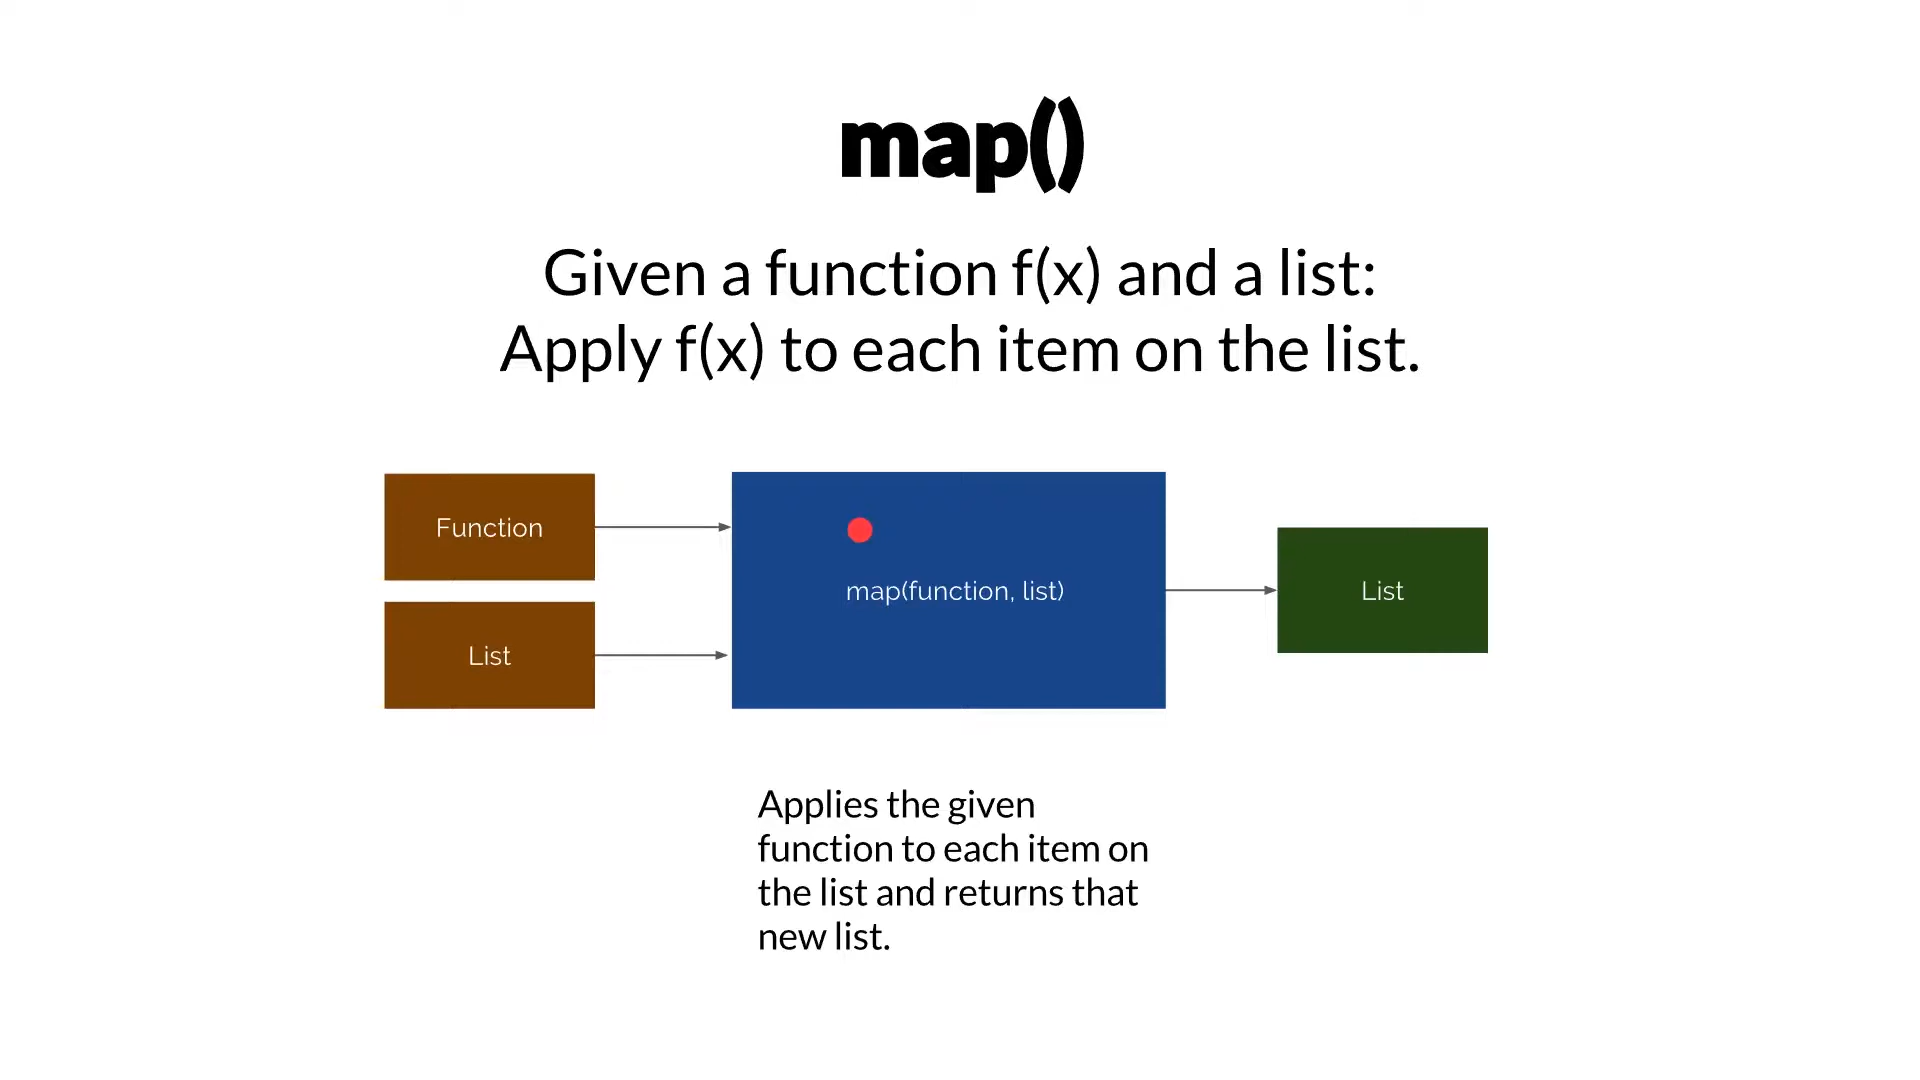 map()
Given a function f(x) and a list:
Apply f(x) to each item on the list.
Function
List
map(function, list)
List
Applies the given
function to each item on
the list and returns that
new list.